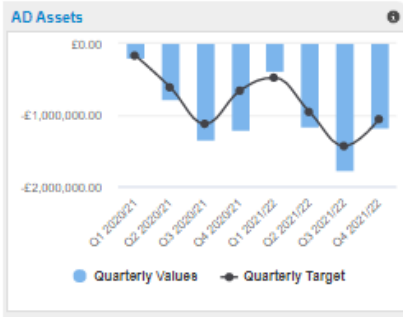 AD Assets
£0.00
-£1,000,000.00
-£2,000,000.00
Q1 2020/21
Q2 2020/21
Q3 2020/21
Q4 2020/21
Q1 2021/22
Q2 2021/22
Q3 2021/22
Q4 2021/22
Quarterly Values Quarterly Target